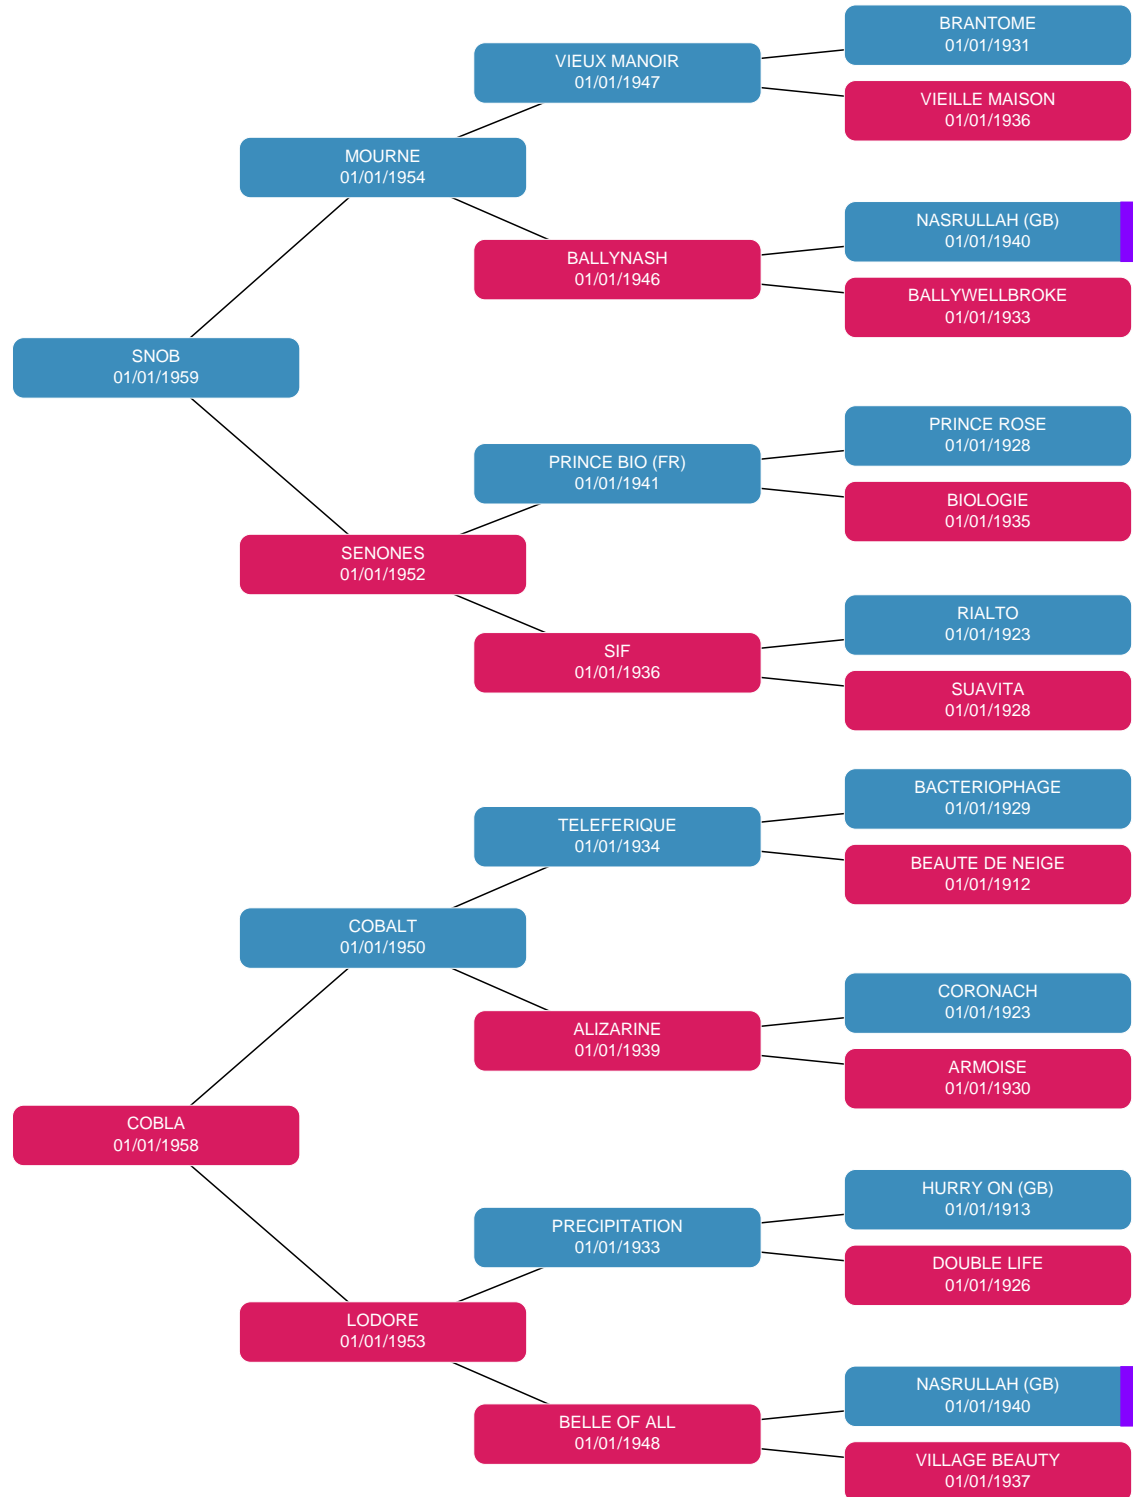 BRANTOME
01/01/1931
VIEUX MANOIR
01/01/1947
VIEILLE MAISON
01/01/1936
MOURNE
01/01/1954
NASRULLAH (GB)
01/01/1940
BALLYNASH
01/01/1946
BALLYWELLBROKE
01/01/1933
SNOB
01/01/1959
PRINCE ROSE
01/01/1928
PRINCE BIO (FR)
01/01/1941
BIOLOGIE
01/01/1935
SENONES
01/01/1952
RIALTO
01/01/1923
SIF
01/01/1936
SUAVITA
01/01/1928
BACTERIOPHAGE
01/01/1929
TELEFERIQUE
01/01/1934
BEAUTE DE NEIGE
01/01/1912
COBALT
01/01/1950
CORONACH
01/01/1923
ALIZARINE
01/01/1939
ARMOISE
01/01/1930
COBLA
01/01/1958
HURRY ON (GB)
01/01/1913
PRECIPITATION
01/01/1933
DOUBLE LIFE
01/01/1926
LODORE
01/01/1953
NASRULLAH (GB)
01/01/1940
BELLE OF ALL
01/01/1948
VILLAGE BEAUTY
01/01/1937